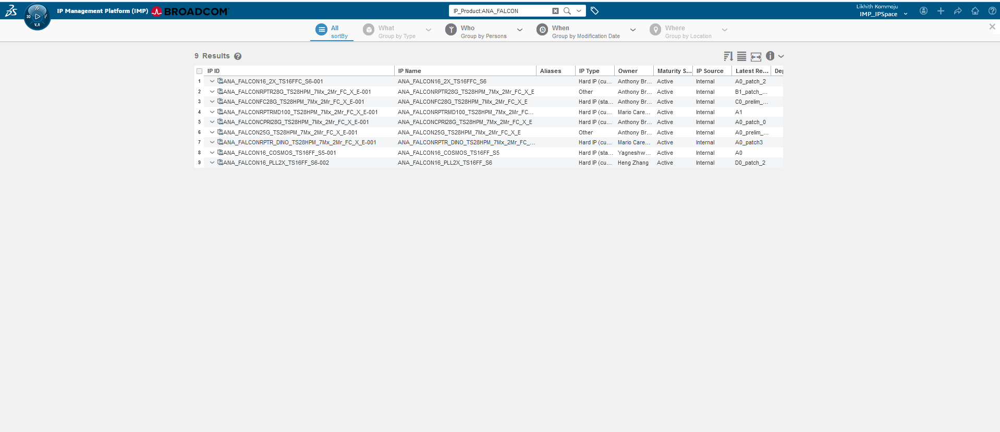 IP Management Platform (IMP) BROADCOM
IP_Product:ANA_FALCON
Likhith Kommoju
IMP_IPSpace
3D
V.R
All
sortBy
What
Group by Type
Who
Group by Persons
When
Group by Modification Date
Where
Group by Location
9 Results
IP ID IP Name Aliases IP Type Owner Maturity S... IP Source Latest Re... Dep
1 ANA_FALCON16_2X_TS16FFC_S6-001 ANA_FALCON16_2X_TS16FFC_S6 Hard IP (cu... Anthony Br... Active Internal A0_patch_2
2 ANA_FALCONRPTR28G_TS28HPM_7Mx_2Mr_FC_X_E-001 ANA_FALCONRPTR28G_TS28HPM_7Mx_2Mr_FC_X_E Other Anthony Br... Active Internal B1_patch_...
3 ANA_FALCONFC28G_TS28HPM_7Mx_2Mr_FC_X_E-001 ANA_FALCONFC28G_TS28HPM_7Mx_2Mr_FC_X_E Hard IP (sta... Anthony Br... Active Internal C0_prelim_...
4 ANA_FALCONRPTRMD100_TS28HPM_7Mx_2Mr_FC_X_E-001 ANA_FALCONRPTRMD100_TS28HPM_7Mx_2Mr_FC... Hard IP (cu... Mario Care... Active Internal A1
5 ANA_FALCONCPRI28G_TS28HPM_7Mx_2Mr_FC_X_E-001 ANA_FALCONCPRI28G_TS28HPM_7Mx_2Mr_FC_X_E Hard IP (cu... Anthony Br... Active Internal A0_patch_0
6 ANA_FALCON25G_TS28HPM_7Mx_2Mr_FC_X_E-001 ANA_FALCON25G_TS28HPM_7Mx_2Mr_FC_X_E Other Anthony Br... Active Internal A0_prelim_...
7 ANA_FALCONRPTR_DINO_TS28HPM_7Mx_2Mr_FC_X_E-001 ANA_FALCONRPTR_DINO_TS28HPM_7Mx_2Mr_FC_... Hard IP (cu... Mario Care... Active Internal A0_patch3
8 ANA_FALCON16_COSMOS_TS16FF_S5-001 ANA_FALCON16_COSMOS_TS16FF_S5 Hard IP (sta... Yagneshw... Active Internal A0
9 ANA_FALCON16_PLL2X_TS16FF_S6-002 ANA_FALCON16_PLL2X_TS16FF_S6 Hard IP (cu... Heng Zhang Active Internal D0_patch_2